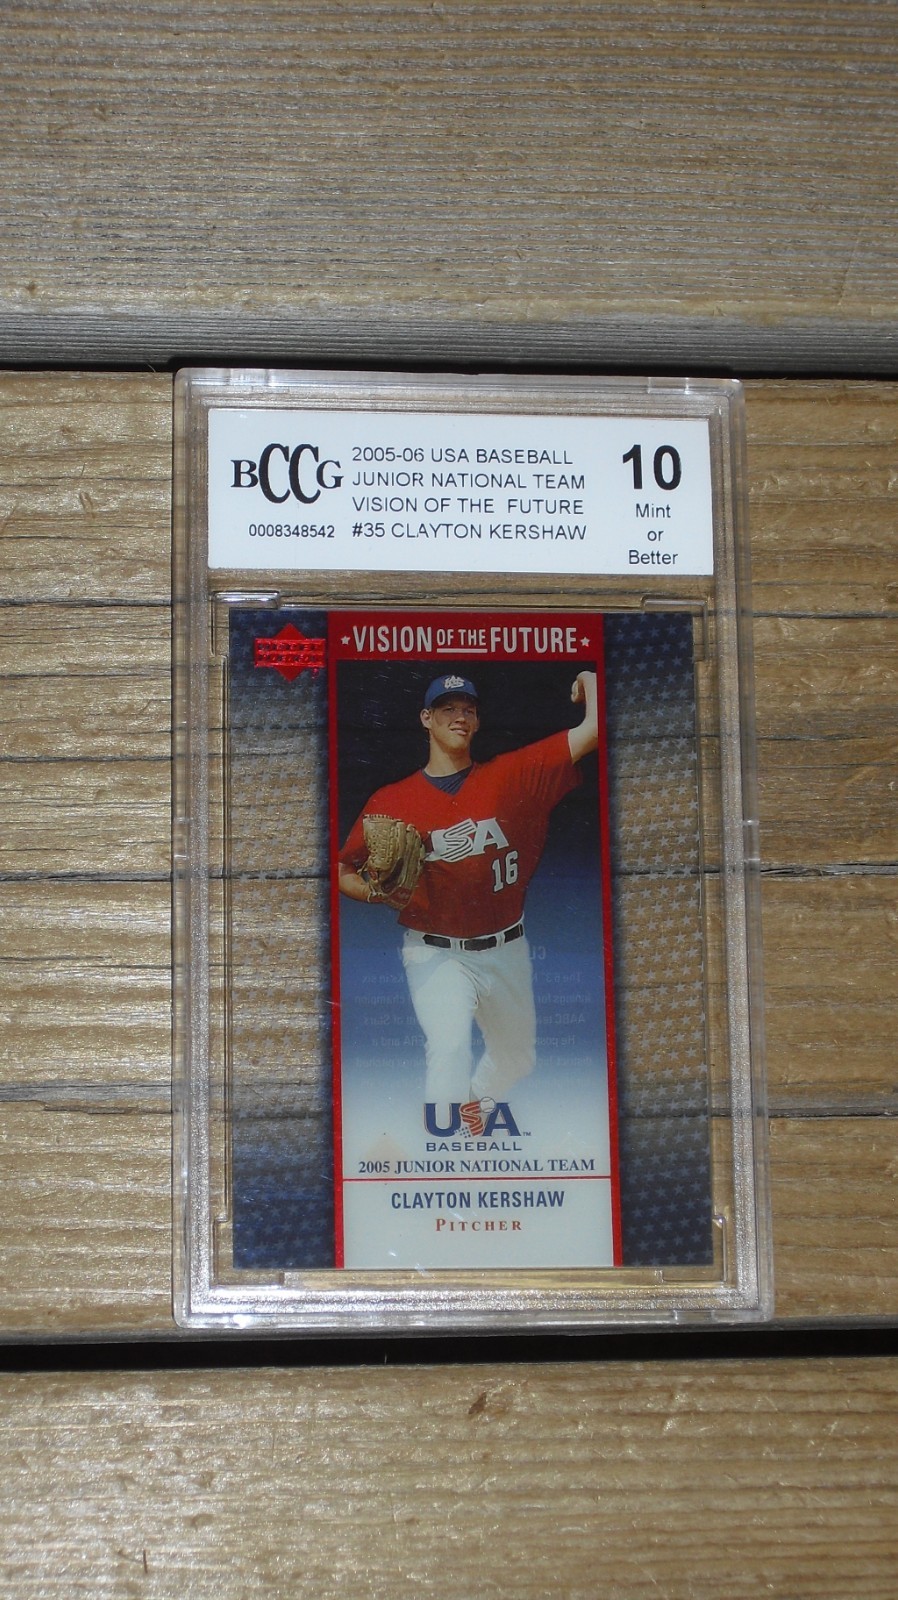 BCCG
0008348542
2005-06 USA BASEBALL
JUNIOR NATIONAL TEAM
VISION OF THE FUTURE
#35 CLAYTON KERSHAW
10
Mint
or
Better
VISION OF THE FUTURE
USA
16
USA
BASEBALL
2005 JUNIOR NATIONAL TEAM
CLAYTON KERSHAW
PITCHER